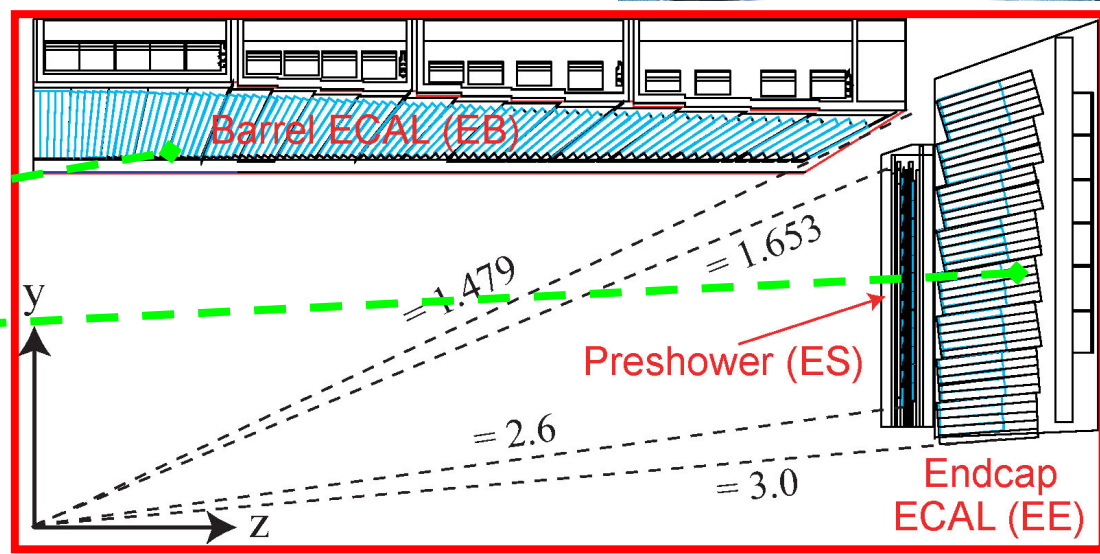 Barrel ECAL (EB)
= 1.479
= 1.653
y
Preshower (ES)
= 2.6
= 3.0
z
Endcap
ECAL (EE)